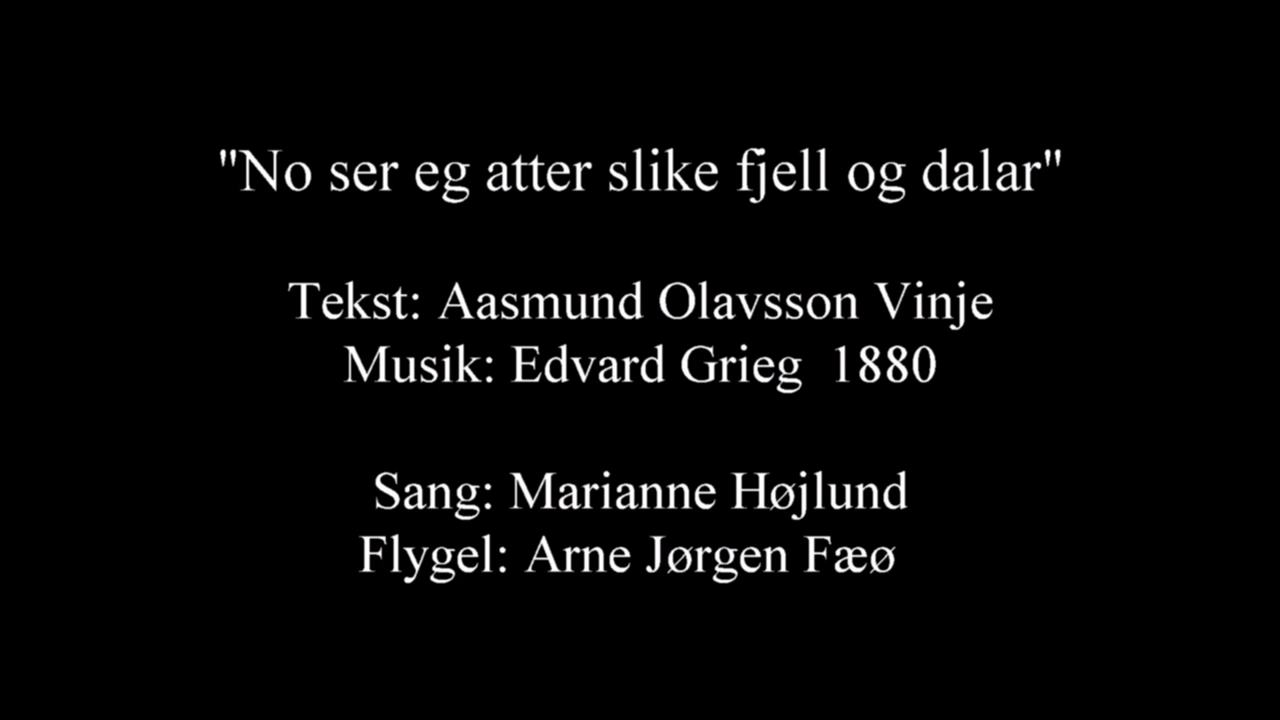 "No ser eg atter slike fjell og dalar"
Tekst: Aasmund Olavsson Vinje
Musik: Edvard Grieg  1880
Sang: Marianne Højlund
Flygel: Arne Jørgen Fæø